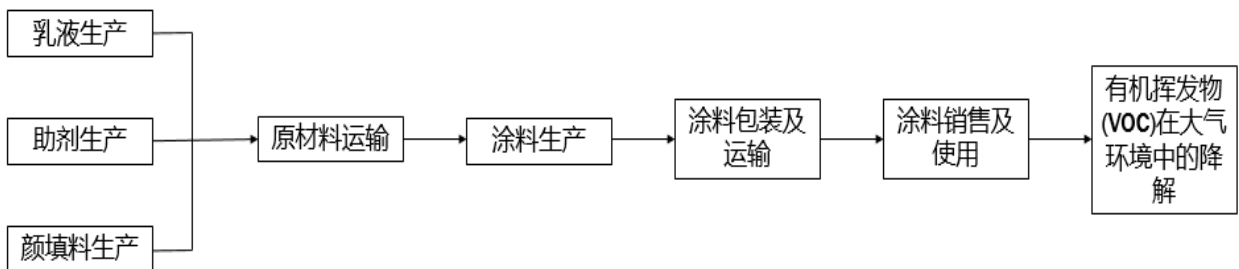 乳液生产
助剂生产
颜填料生产
原材料运输
涂料生产
涂料包装及
运输
涂料销售及
使用
有机挥发物
(VOC)在大气
环境中的降
解